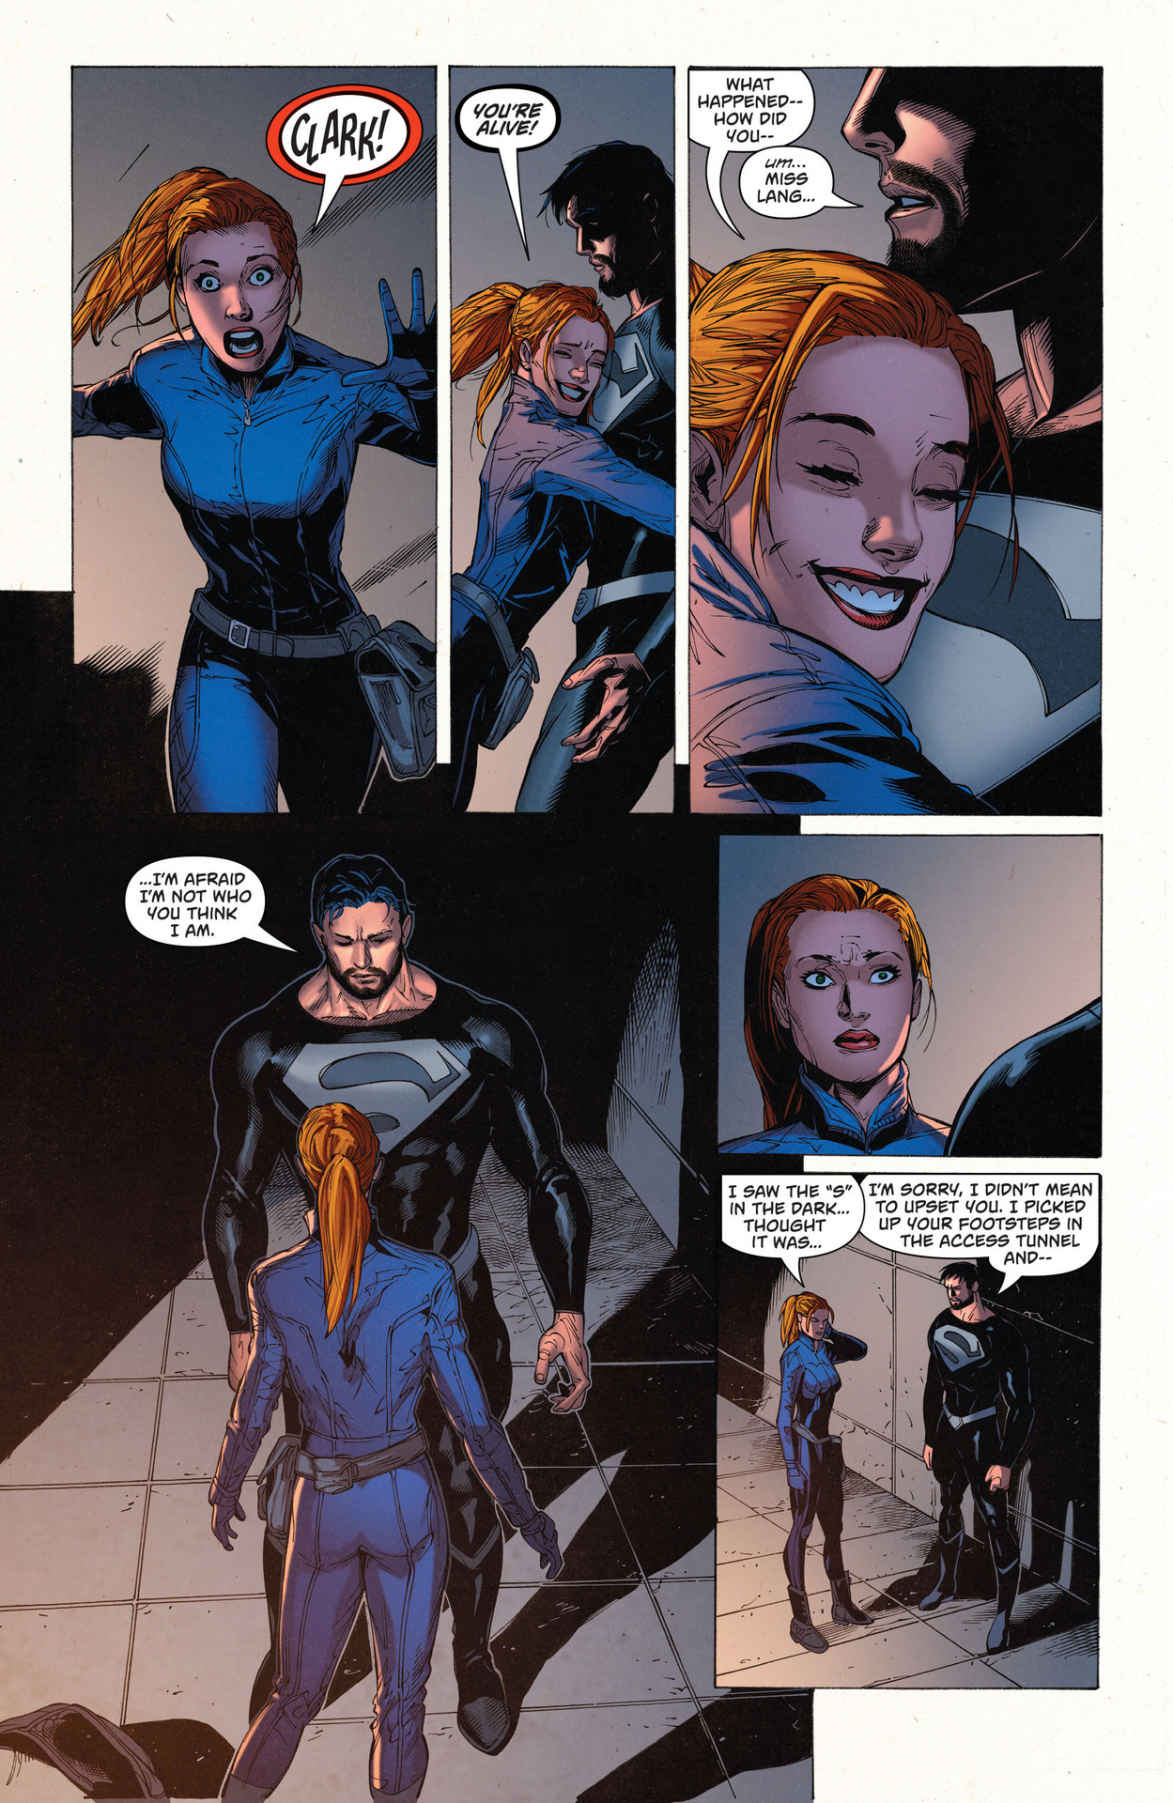 CLARK!
YOU'RE
ALIVE!
WHAT
HAPPENED--
HOW DID
YOU--
UM...
MISS
LANG...
...I'M AFRAID
I'M NOT WHO
YOU THINK
I AM.
I SAW THE "S"
IN THE DARK...
THOUGHT
IT WAS...
I'M SORRY, I DIDN'T MEAN
TO UPSET YOU. I PICKED
UP YOUR FOOTSTEPS IN
THE ACCESS TUNNEL
AND--